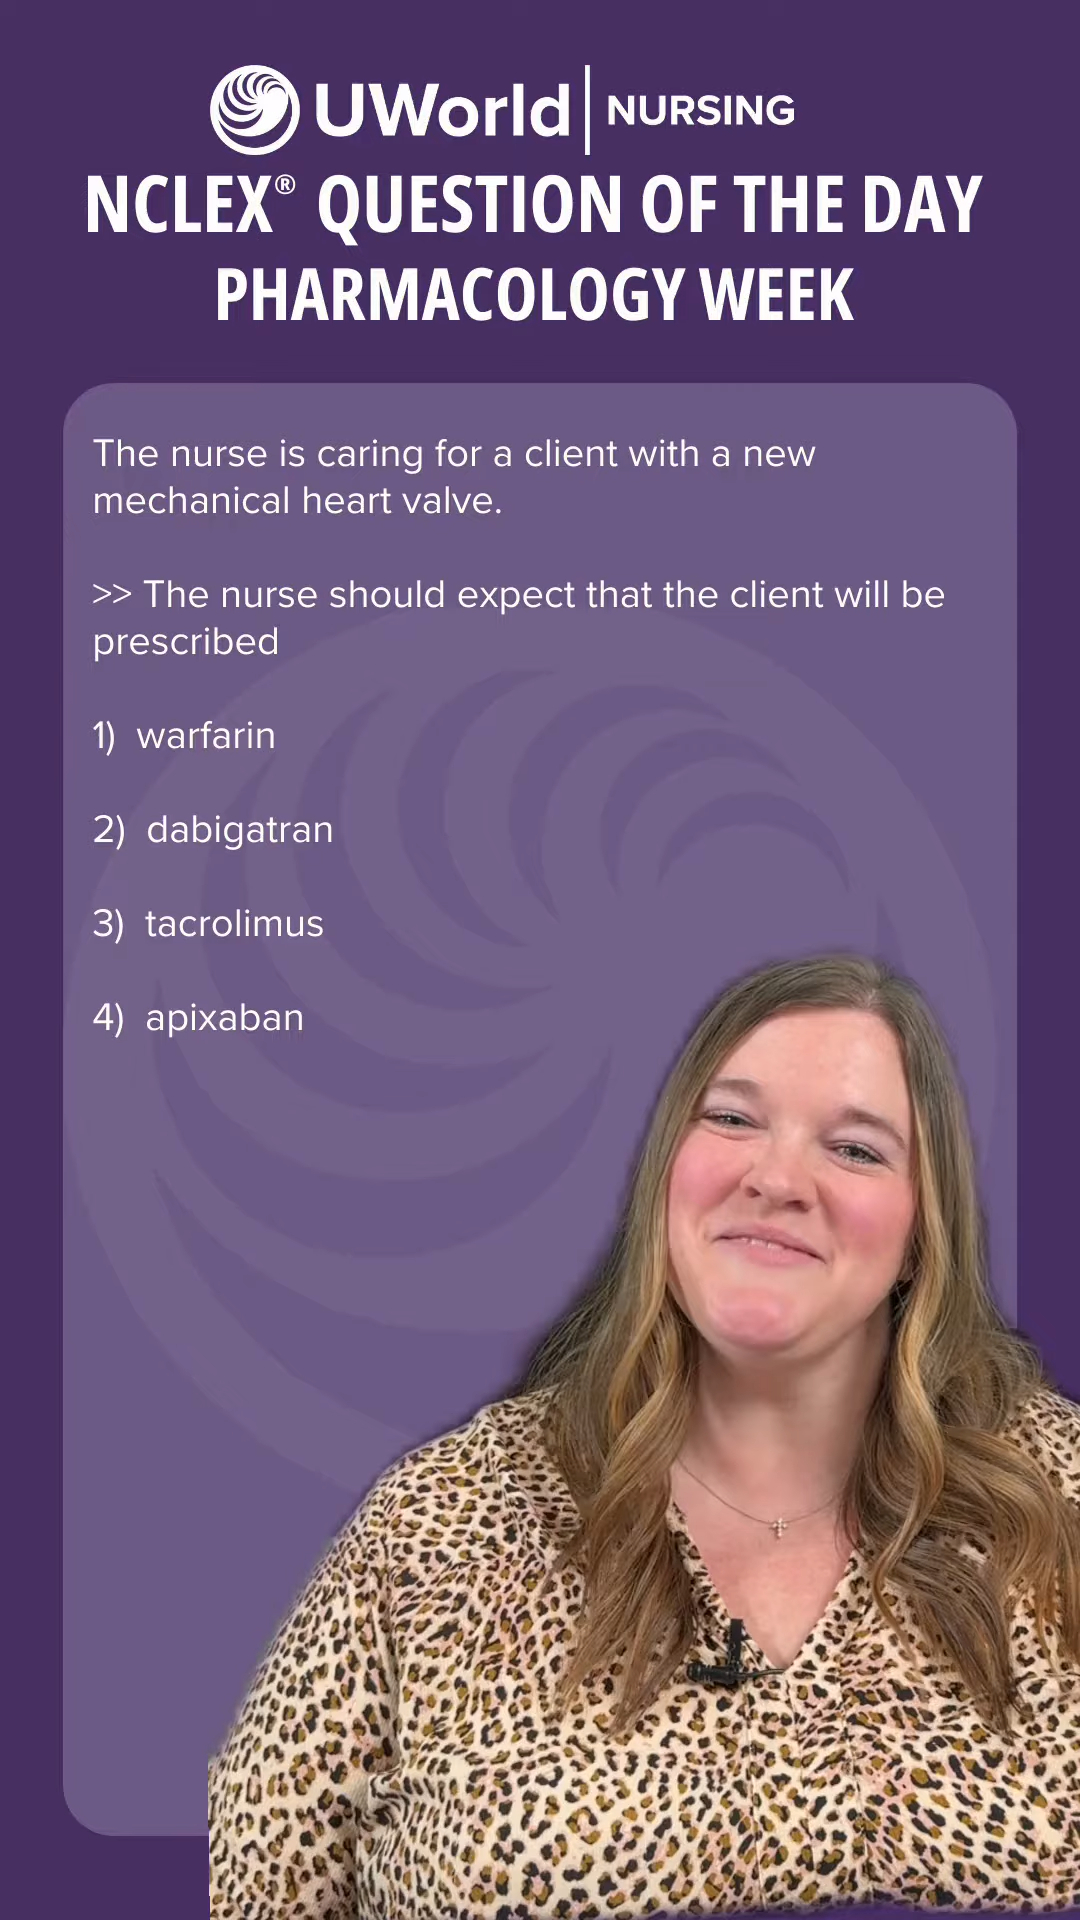 UWorld | NURSING
NCLEX® QUESTION OF THE DAY
PHARMACOLOGY WEEK
The nurse is caring for a client with a new
mechanical heart valve.
>> The nurse should expect that the client will be
prescribed
1) warfarin
2) dabigatran
3) tacrolimus
4) apixaban